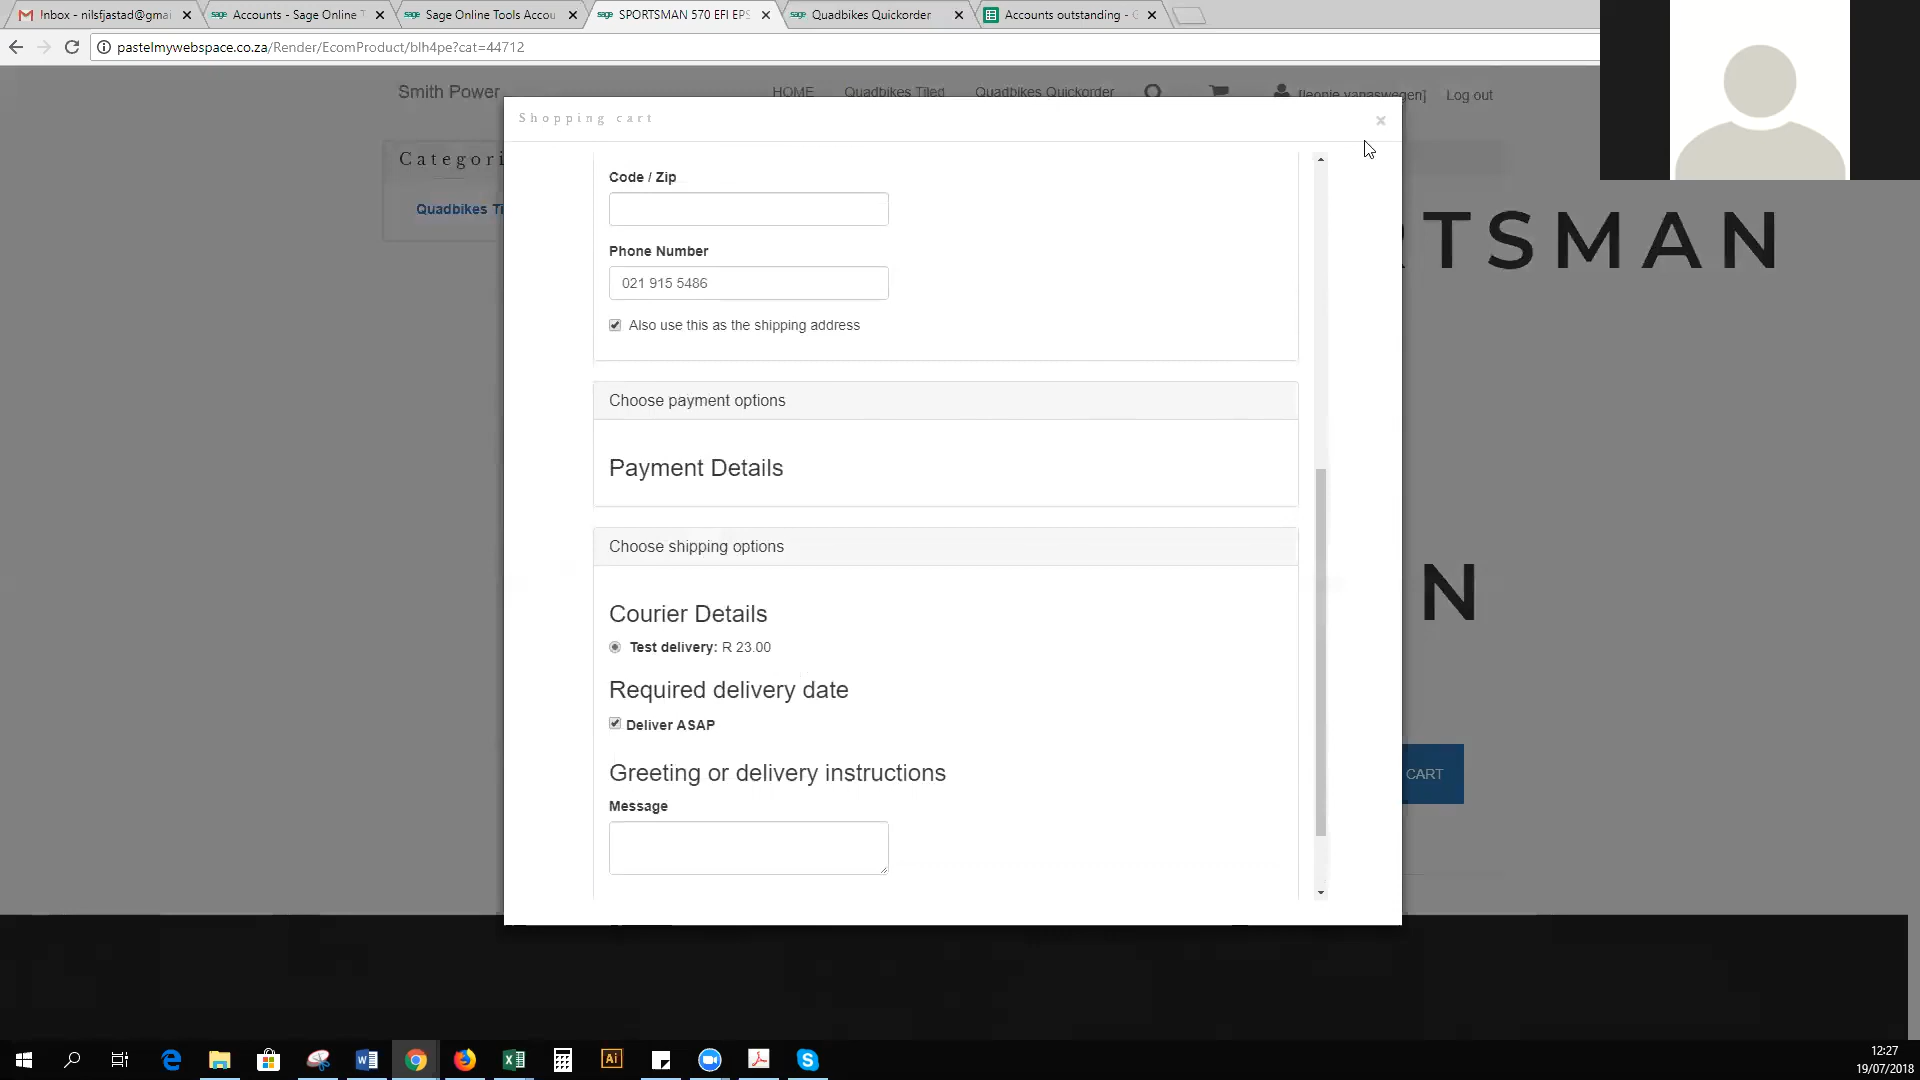 Inbox - nilsfjastad@gmai
Accounts - Sage Online T
Sage Online Tools Accou
SPORTSMAN 570 EFI EPS
Quadbikes Quickorder
Accounts outstanding - G
pastelmywebspace.co.za/Render/EcomProduct/blh4pe?cat=44712
Smith Power
HOME
Quadbikes Tiled
Quadbikes Quickorder
[leonie vanaswegen]
Log out
Shopping cart
Categori
Quadbikes Ti
Code / Zip
Phone Number
021 915 5486
Also use this as the shipping address
Choose payment options
Payment Details
Choose shipping options
Courier Details
Test delivery: R 23.00
Required delivery date
Deliver ASAP
Greeting or delivery instructions
Message
RTSMAN
N
CART
12:27
19/07/2018